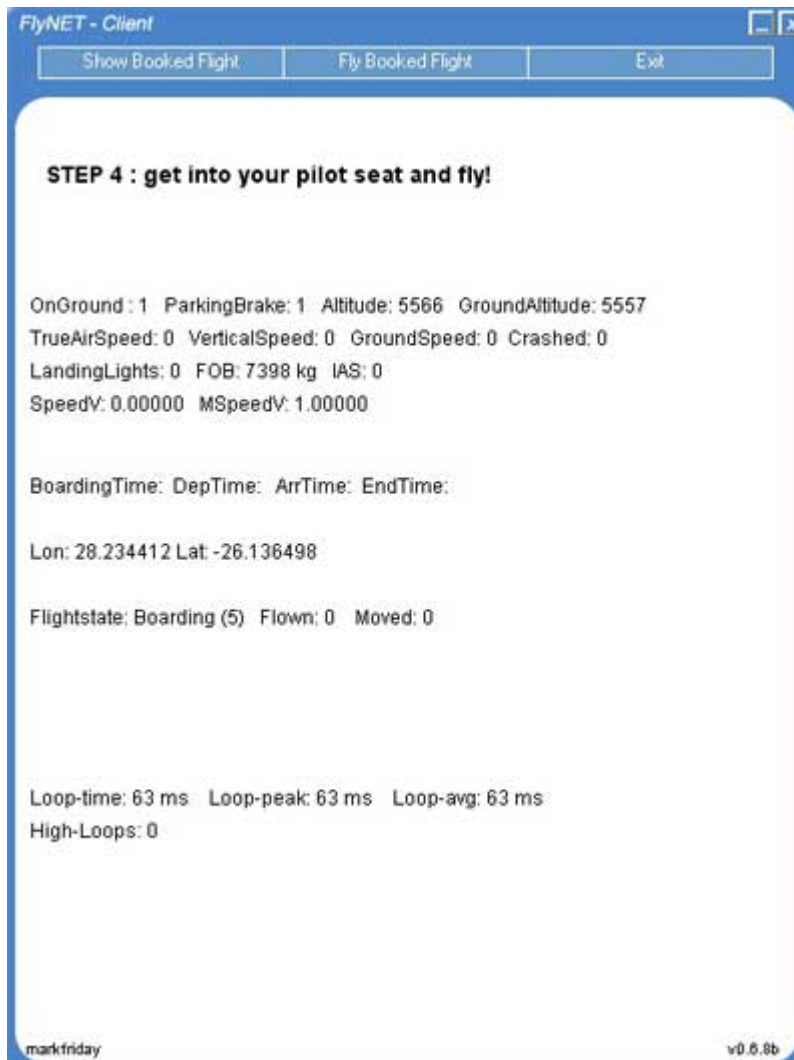 FlyNET - Client
Show Booked Flight Fly Booked Flight Exit
STEP 4 : get into your pilot seat and fly!
OnGround : 1 ParkingBrake: 1 Altitude: 5566 GroundAltitude: 5557
TrueAirSpeed: 0 VerticalSpeed: 0 GroundSpeed: 0 Crashed: 0
LandingLights: 0 FOB: 7398 kg IAS: 0
SpeedV: 0.00000 MSpeedV: 1.00000
BoardingTime: DepTime: ArrTime: EndTime:
Lon: 28.234412 Lat: -26.136498
Flightstate: Boarding (5) Flown: 0 Moved: 0
Loop-time: 63 ms Loop-peak: 63 ms Loop-avg: 63 ms
High-Loops: 0
markfriday v0.6.8b